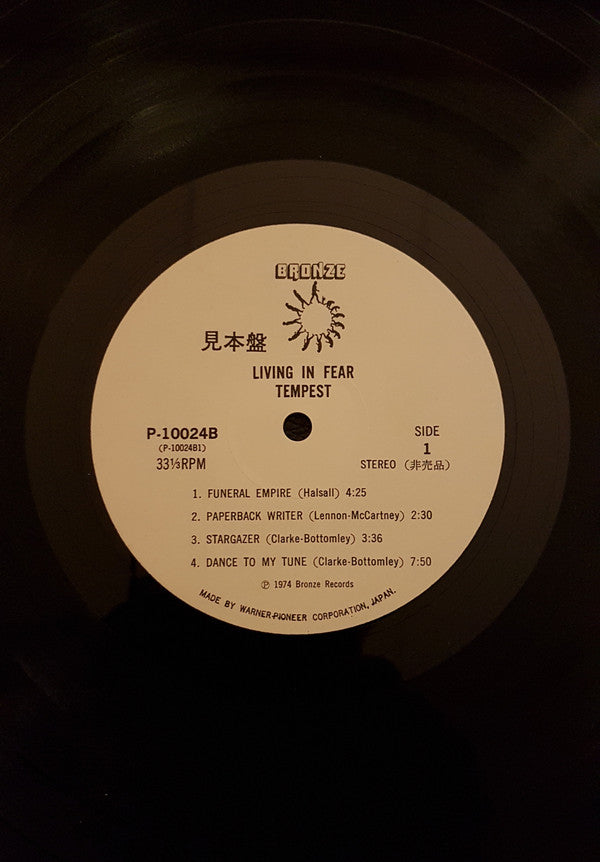 BRONZE
見本盤
LIVING IN FEAR
TEMPEST
P-10024B
(P-10024B1)
33⅓RPM
SIDE
1
STEREO (非売品)
1. FUNERAL EMPIRE (Halsall) 4:25
2. PAPERBACK WRITER (Lennon-McCartney) 2:30
3. STARGAZER (Clarke-Bottomley) 3:36
4. DANCE TO MY TUNE (Clarke-Bottomley) 7:50
℗ 1974 Bronze Records
MADE BY WARNER-PIONEER CORPORATION, JAPAN.